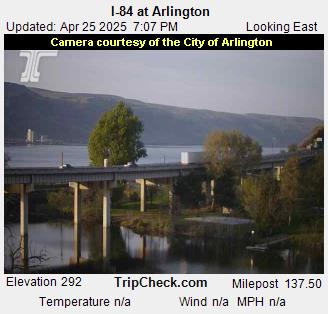 I-84 at Arlington
Updated: Apr 25 2025 7:07 PM Looking East
Camera courtesy of the City of Arlington
Elevation 292 TripCheck.com Milepost 137.50
Temperature n/a Wind n/a MPH n/a